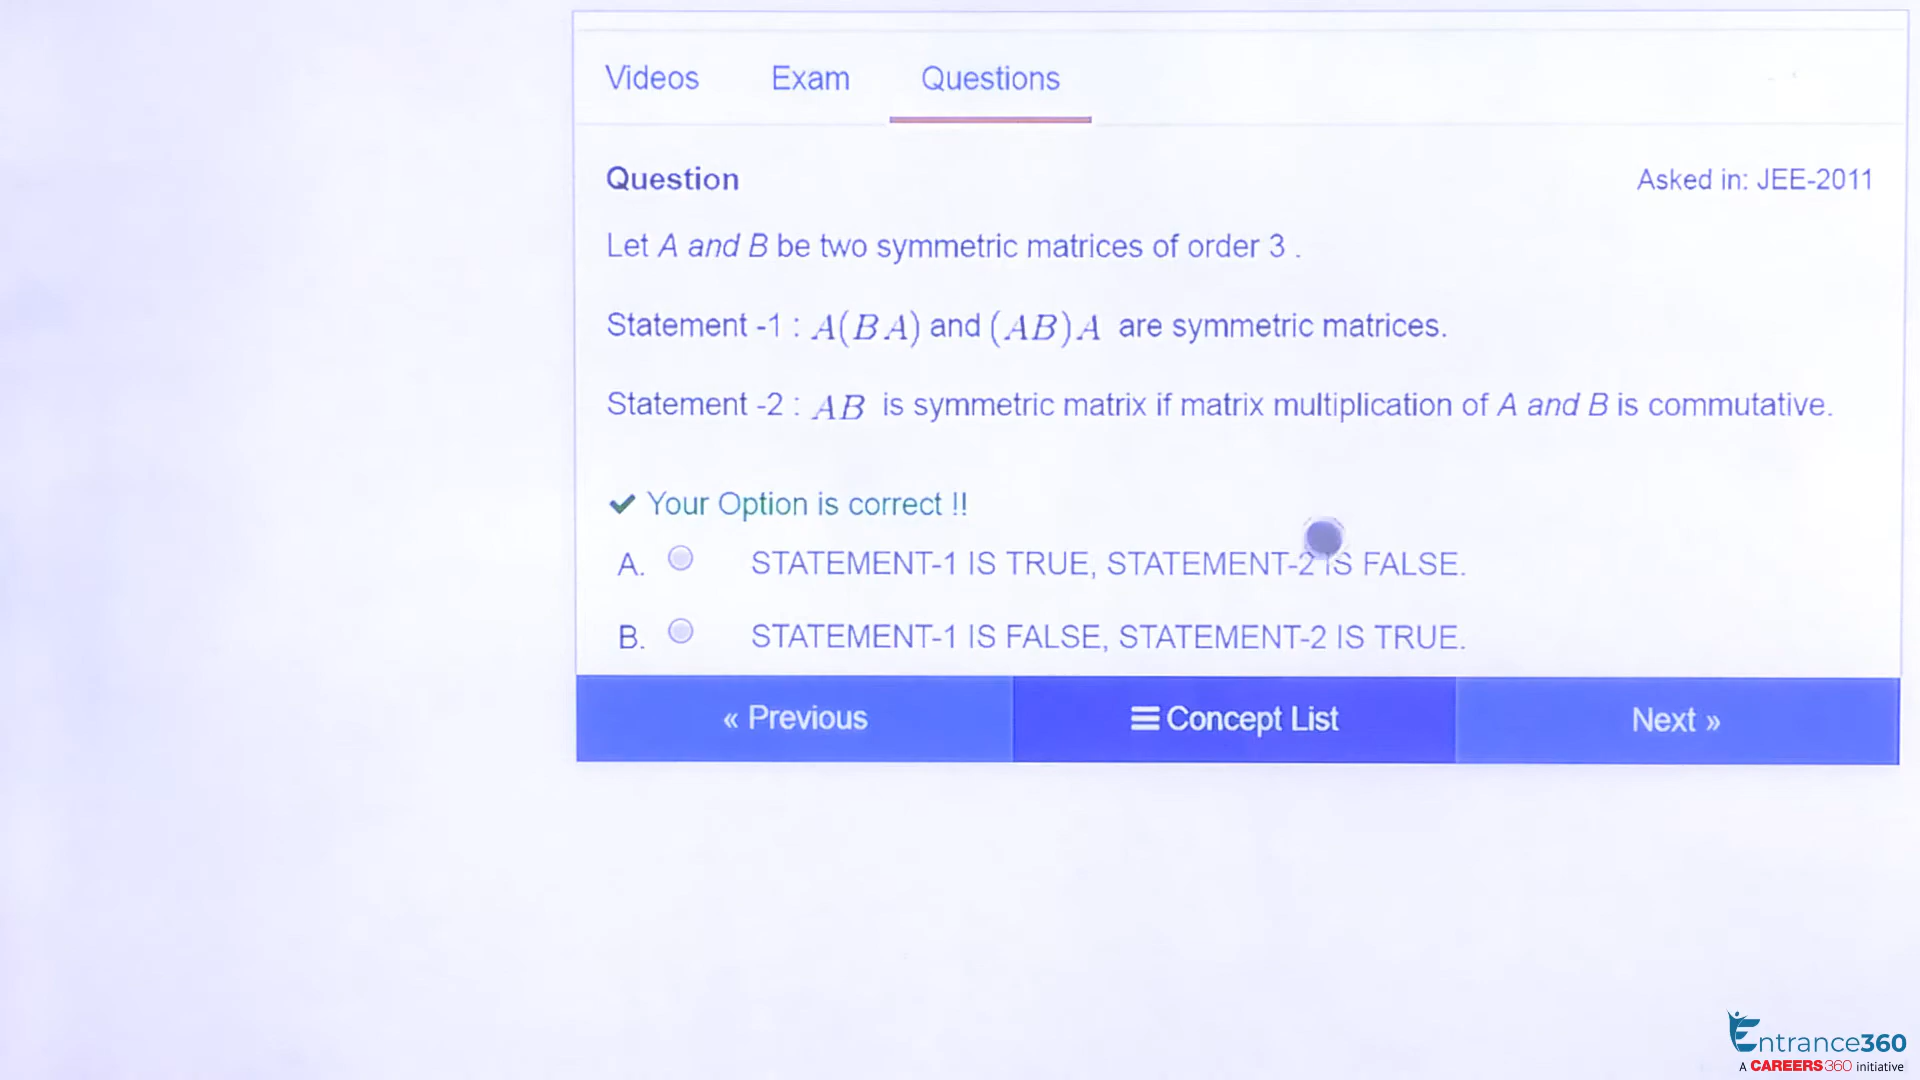 Videos Exam Questions
Question Asked in: JEE-2011
Let A and B be two symmetric matrices of order 3 .
Statement -1 : A(BA) and (AB)A are symmetric matrices.
Statement -2 : AB is symmetric matrix if matrix multiplication of A and B is commutative.
✔ Your Option is correct !!
A. STATEMENT-1 IS TRUE, STATEMENT-2 IS FALSE.
B. STATEMENT-1 IS FALSE, STATEMENT-2 IS TRUE.
« Previous ☰ Concept List Next »
Entrance360
A CAREERS360 initiative